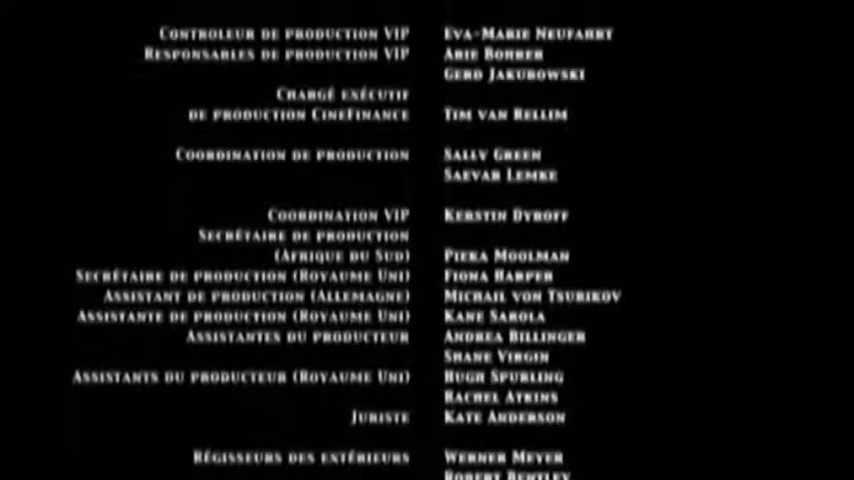 Controleur de production VIP Eva-Marie Neufahrt
Responsables de production VIP Arie Bohrer
Gerd Jakubowski
Chargé exécutif
de production CineFinance Tim van Rellim
Coordination de production Sally Green
Saevar Lemke
Coordination VIP Kerstin Dyroff
Secrétaire de production
(Afrique du Sud) Pieka Moolman
Secrétaire de production (Royaume Uni) Fiona Harper
Assistant de production (Allemagne) Michail von Tsurikov
Assistante de production (Royaume Uni) Kane Sarola
Assistantes du producteur Andrea Billinger
Shane Virgin
Assistants du producteur (Royaume Uni) Hugh Spurling
Rachel Atkins
Juriste Kate Anderson
Régisseurs des extérieurs Werner Meyer
Robert Bentley